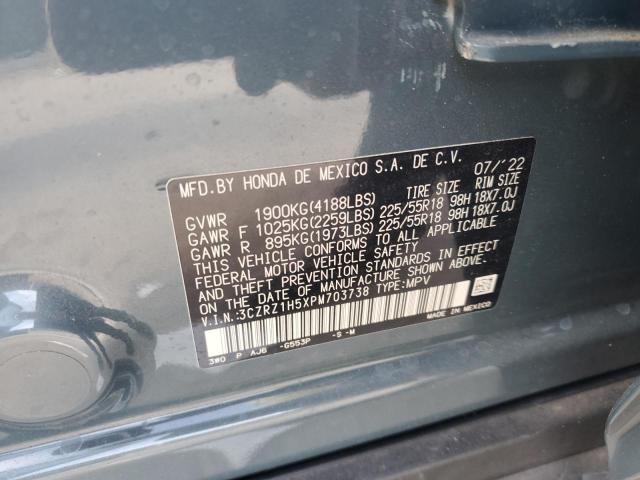 MFD.BY HONDA DE MEXICO S.A. DE C.V. 07/'22
TIRE SIZE RIM SIZE
GVWR 1900KG(4188LBS)
GAWR F 1025KG(2259LBS) 225/55R18 98H 18X7.0J
GAWR R 895KG(1973LBS) 225/55R18 98H 18X7.0J
THIS VEHICLE CONFORMS TO ALL APPLICABLE
FEDERAL MOTOR VEHICLE SAFETY
AND THEFT PREVENTION STANDARDS IN EFFECT
ON THE DATE OF MANUFACTURE SHOWN ABOVE.
V.I.N.:3CZRZ1H5XPM703738 TYPE:MPV
MADE IN MEXICO
3W0 P AJ6 -G553P -S -M